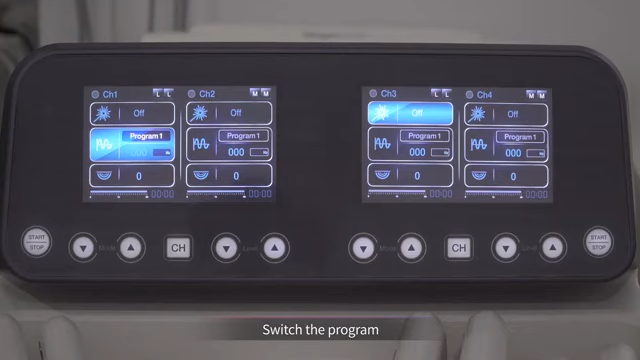 Ch1 L L
Ch2 M M
Off
Off
Program 1
000
Program 1
000
0
0
00:00
00:00
Ch3 L L
Ch4 M M
Off
Off
Program 1
000
Program 1
000
0
0
00:00
00:00
START
STOP
Mode
CH
Level
Mode
CH
Level
START
STOP
Switch the program